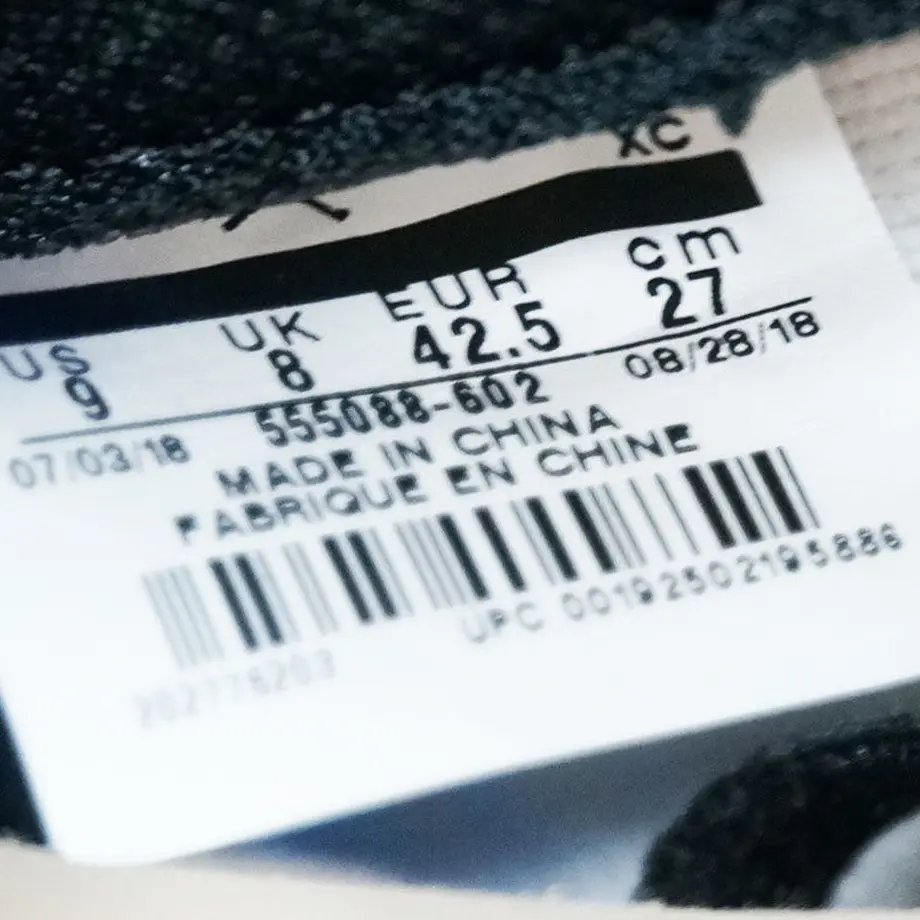 XC
US UK EUR cm
9 8 42.5 27
07/03/18 555088-602 08/28/18
MADE IN CHINA
FABRIQUE EN CHINE
UPC 00192502195886